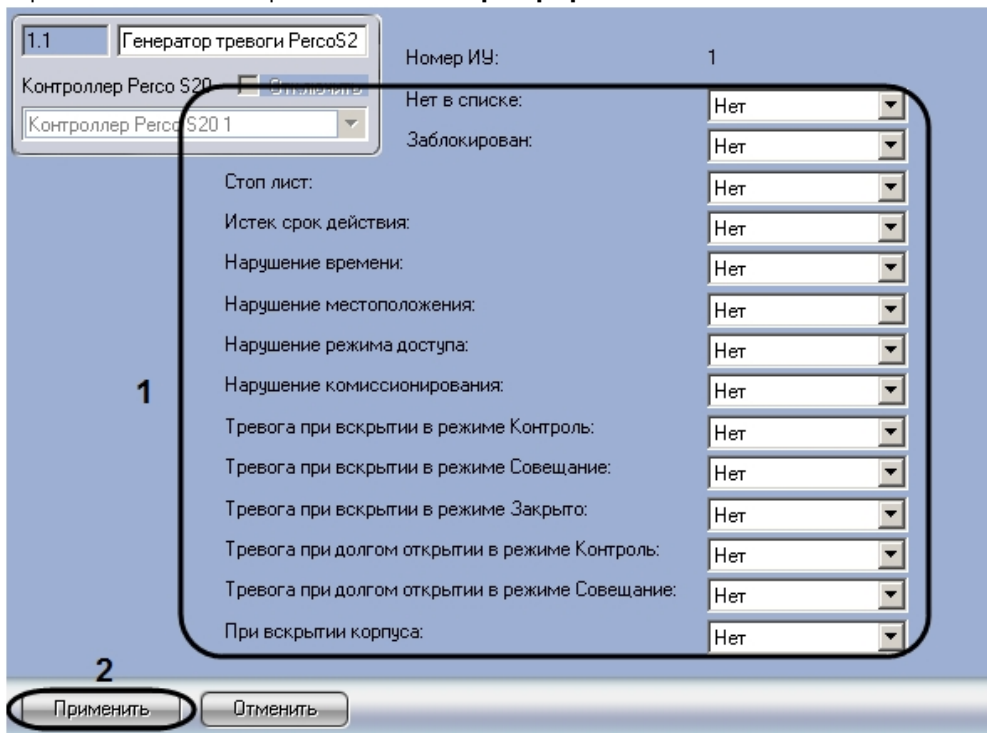 1.1 Генератор тревоги PercoS2
Номер ИУ: 1
Контроллер Perco S20 Отключить
Контроллер Perco S20 1
Нет в списке: Нет
Заблокирован: Нет
Стоп лист: Нет
Истек срок действия: Нет
Нарушение времени: Нет
Нарушение местоположения: Нет
Нарушение режима доступа: Нет
Нарушение комиссионирования: Нет
1
Тревога при вскрытии в режиме Контроль: Нет
Тревога при вскрытии в режиме Совещание: Нет
Тревога при вскрытии в режиме Закрыто: Нет
Тревога при долгом открытии в режиме Контроль: Нет
Тревога при долгом открытии в режиме Совещание: Нет
При вскрытии корпуса: Нет
2
Применить Отменить